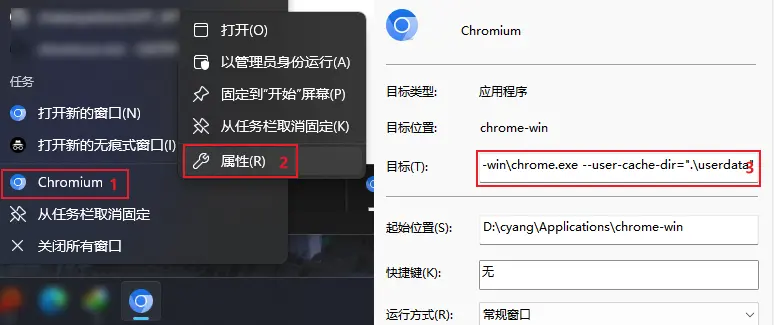 任务
打开新的窗口(N)
打开新的无痕式窗口(I)
Chromium 1
从任务栏取消固定
关闭所有窗口
打开(O)
以管理员身份运行(A)
固定到"开始"屏幕(P)
从任务栏取消固定(K)
属性(R) 2
Chromium
目标类型: 应用程序
目标位置: chrome-win
目标(T): -win\chrome.exe --user-cache-dir=".\userdata 3
起始位置(S): D:\cyang\Applications\chrome-win
快捷键(K): 无
运行方式(R): 常规窗口